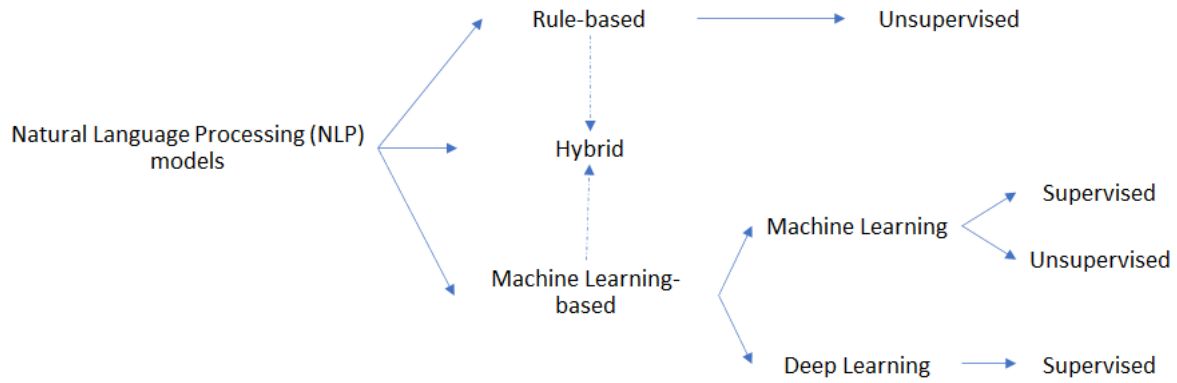 Rule-based
Unsupervised
Natural Language Processing (NLP)
models
Hybrid
Supervised
Machine Learning
Unsupervised
Machine Learning-
based
Deep Learning
Supervised